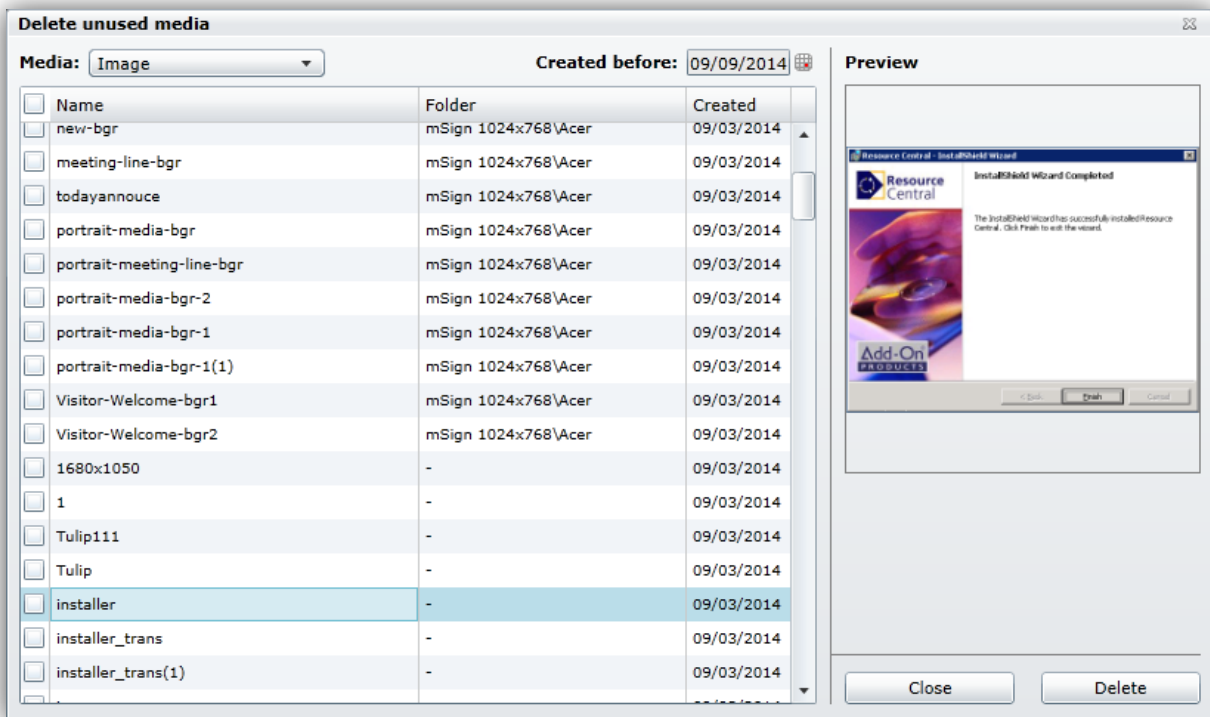 Delete unused media
Media: Image Created before: 09/09/2014 Preview
Name Folder Created
new-bgr mSign 1024x768\Acer 09/03/2014
meeting-line-bgr mSign 1024x768\Acer 09/03/2014
todayannouce mSign 1024x768\Acer 09/03/2014
portrait-media-bgr mSign 1024x768\Acer 09/03/2014
portrait-meeting-line-bgr mSign 1024x768\Acer 09/03/2014
portrait-media-bgr-2 mSign 1024x768\Acer 09/03/2014
portrait-media-bgr-1 mSign 1024x768\Acer 09/03/2014
portrait-media-bgr-1(1) mSign 1024x768\Acer 09/03/2014
Visitor-Welcome-bgr1 mSign 1024x768\Acer 09/03/2014
Visitor-Welcome-bgr2 mSign 1024x768\Acer 09/03/2014
1680x1050 - 09/03/2014
1 - 09/03/2014
Tulip111 - 09/03/2014
Tulip - 09/03/2014
installer - 09/03/2014
installer_trans - 09/03/2014
installer_trans(1) - 09/03/2014
Resource Central - InstallShield Wizard
Resource
Central
InstallShield Wizard Completed
The InstallShield Wizard has successfully installed Resource
Central. Click Finish to exit the wizard.
Add-On
PRODUCTS
< Back Finish Cancel
Close Delete